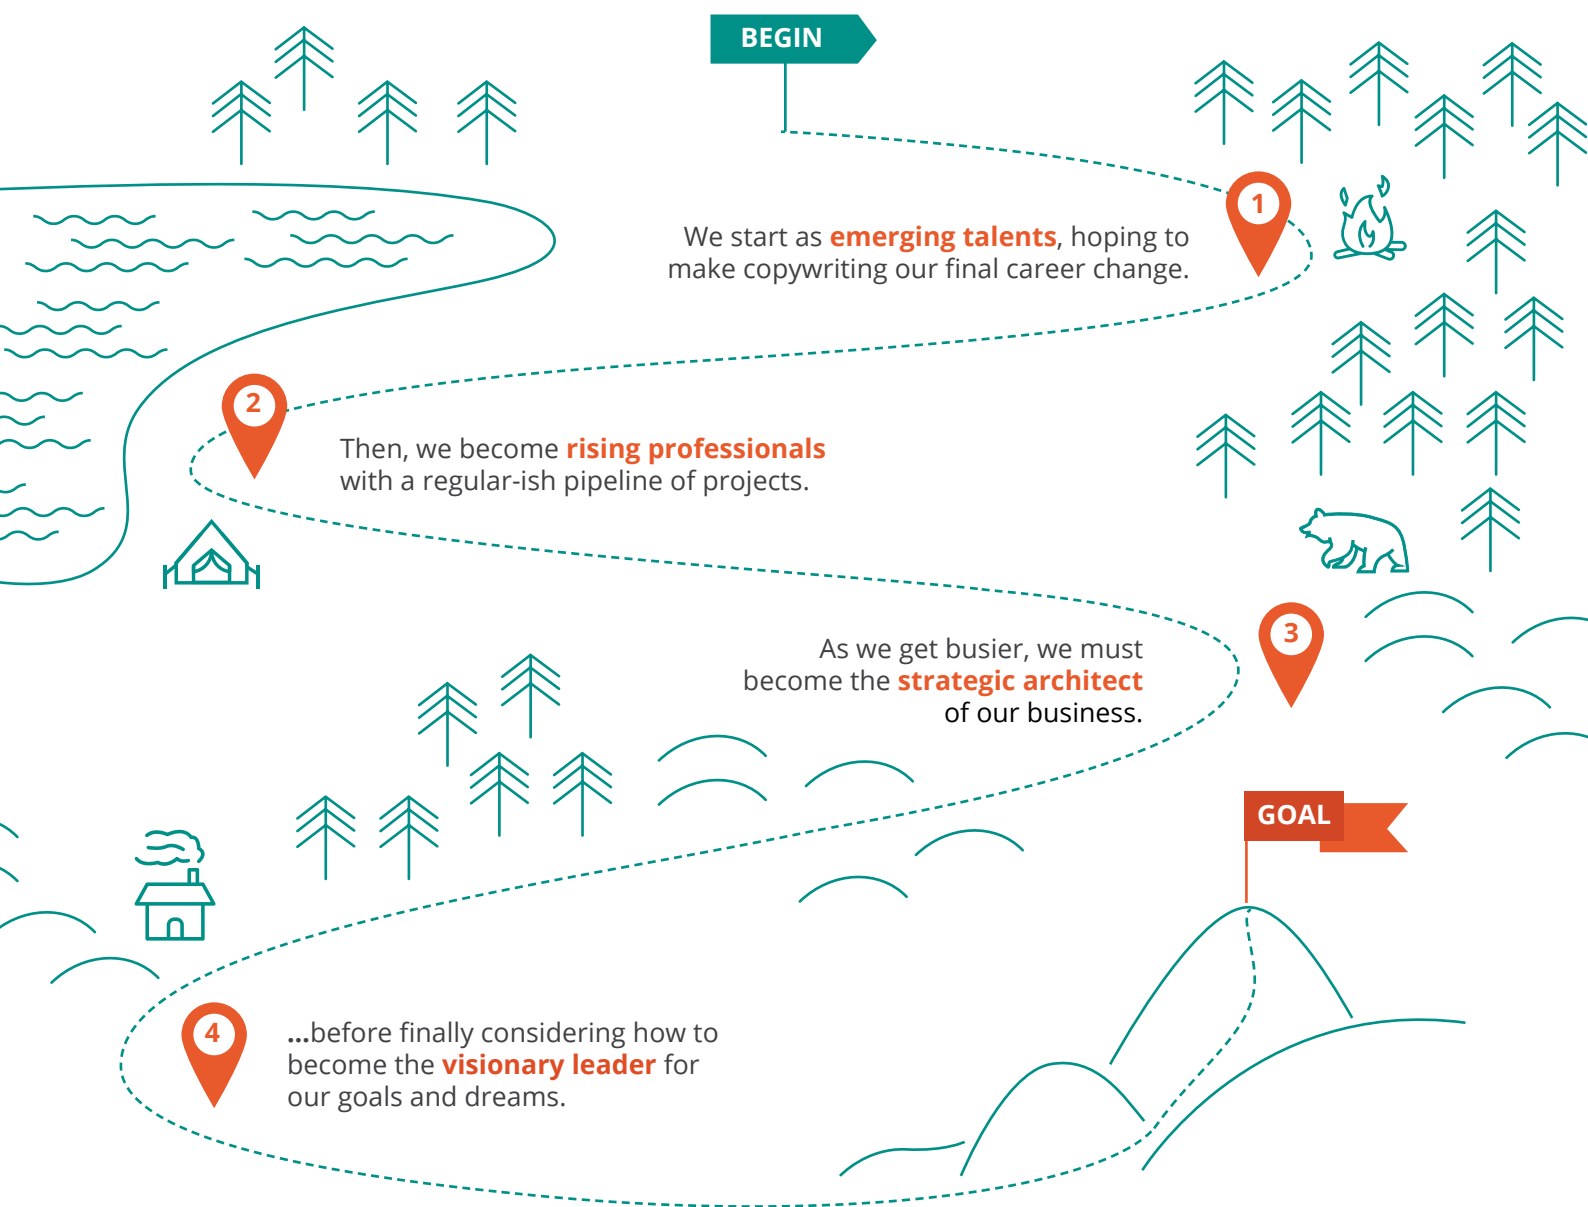 BEGIN
1
We start as emerging talents, hoping to
make copywriting our final career change.
2
Then, we become rising professionals
with a regular-ish pipeline of projects.
3
As we get busier, we must
become the strategic architect
of our business.
GOAL
4
...before finally considering how to
become the visionary leader for
our goals and dreams.